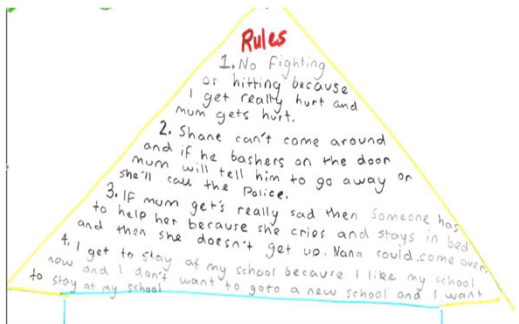 Rules
1. No Fighting
or hitting because
I get really hurt and
mum gets hurt.
2. Shane can't come around
and if he bashers on the door
mum will tell him to go away or
she'll call the Police.
3. If mum get's really sad then someone has
to help her because she cries and stays in bed
and then she doesn't get up. Nana could come over.
4. I get to stay at my school because I like my school
now and I don't want to goto a new school and I want
to stay at my school